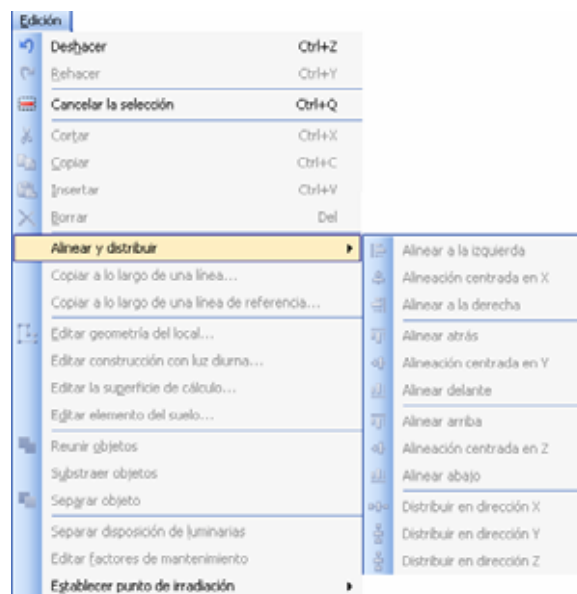 Edición
Deshacer Ctrl+Z
Rehacer Ctrl+Y
Cancelar la selección Ctrl+Q
Cortar Ctrl+X
Copiar Ctrl+C
Insertar Ctrl+V
Borrar Del
Alinear y distribuir
Copiar a lo largo de una línea...
Copiar a lo largo de una línea de referencia...
Editar geometría del local...
Editar construcción con luz diurna...
Editar la superficie de cálculo...
Editar elemento del suelo...
Reunir objetos
Substraer objetos
Separar objeto
Separar disposición de luminarias
Editar factores de mantenimiento
Establecer punto de irradiación
Alinear a la izquierda
Alineación centrada en X
Alinear a la derecha
Alinear atrás
Alineación centrada en Y
Alinear delante
Alinear arriba
Alineación centrada en Z
Alinear abajo
Distribuir en dirección X
Distribuir en dirección Y
Distribuir en dirección Z